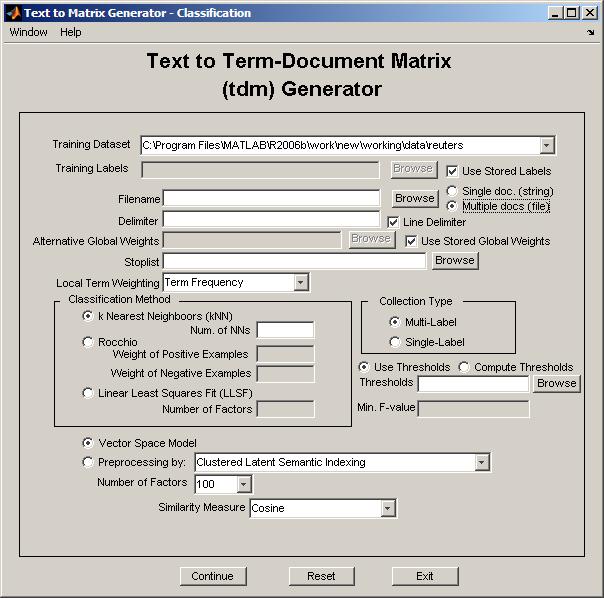 Text to Matrix Generator - Classification
Window Help
Text to Term-Document Matrix
(tdm) Generator
Training Dataset C:\Program Files\MATLAB\R2006b\work\new\working\data\reuters
Training Labels Browse Use Stored Labels
Single doc. (string)
Filename Browse
Multiple docs (file)
Delimiter Line Delimiter
Alternative Global Weights Browse Use Stored Global Weights
Stoplist Browse
Local Term Weighting Term Frequency
Classification Method
k Nearest Neighboors (kNN)
Num. of NNs
Rocchio
Weight of Positive Examples
Weight of Negative Examples
Linear Least Squares Fit (LLSF)
Number of Factors
Collection Type
Multi-Label
Single-Label
Use Thresholds Compute Thresholds
Thresholds Browse
Min. F-value
Vector Space Model
Preprocessing by: Clustered Latent Semantic Indexing
Number of Factors 100
Similarity Measure Cosine
Continue Reset Exit